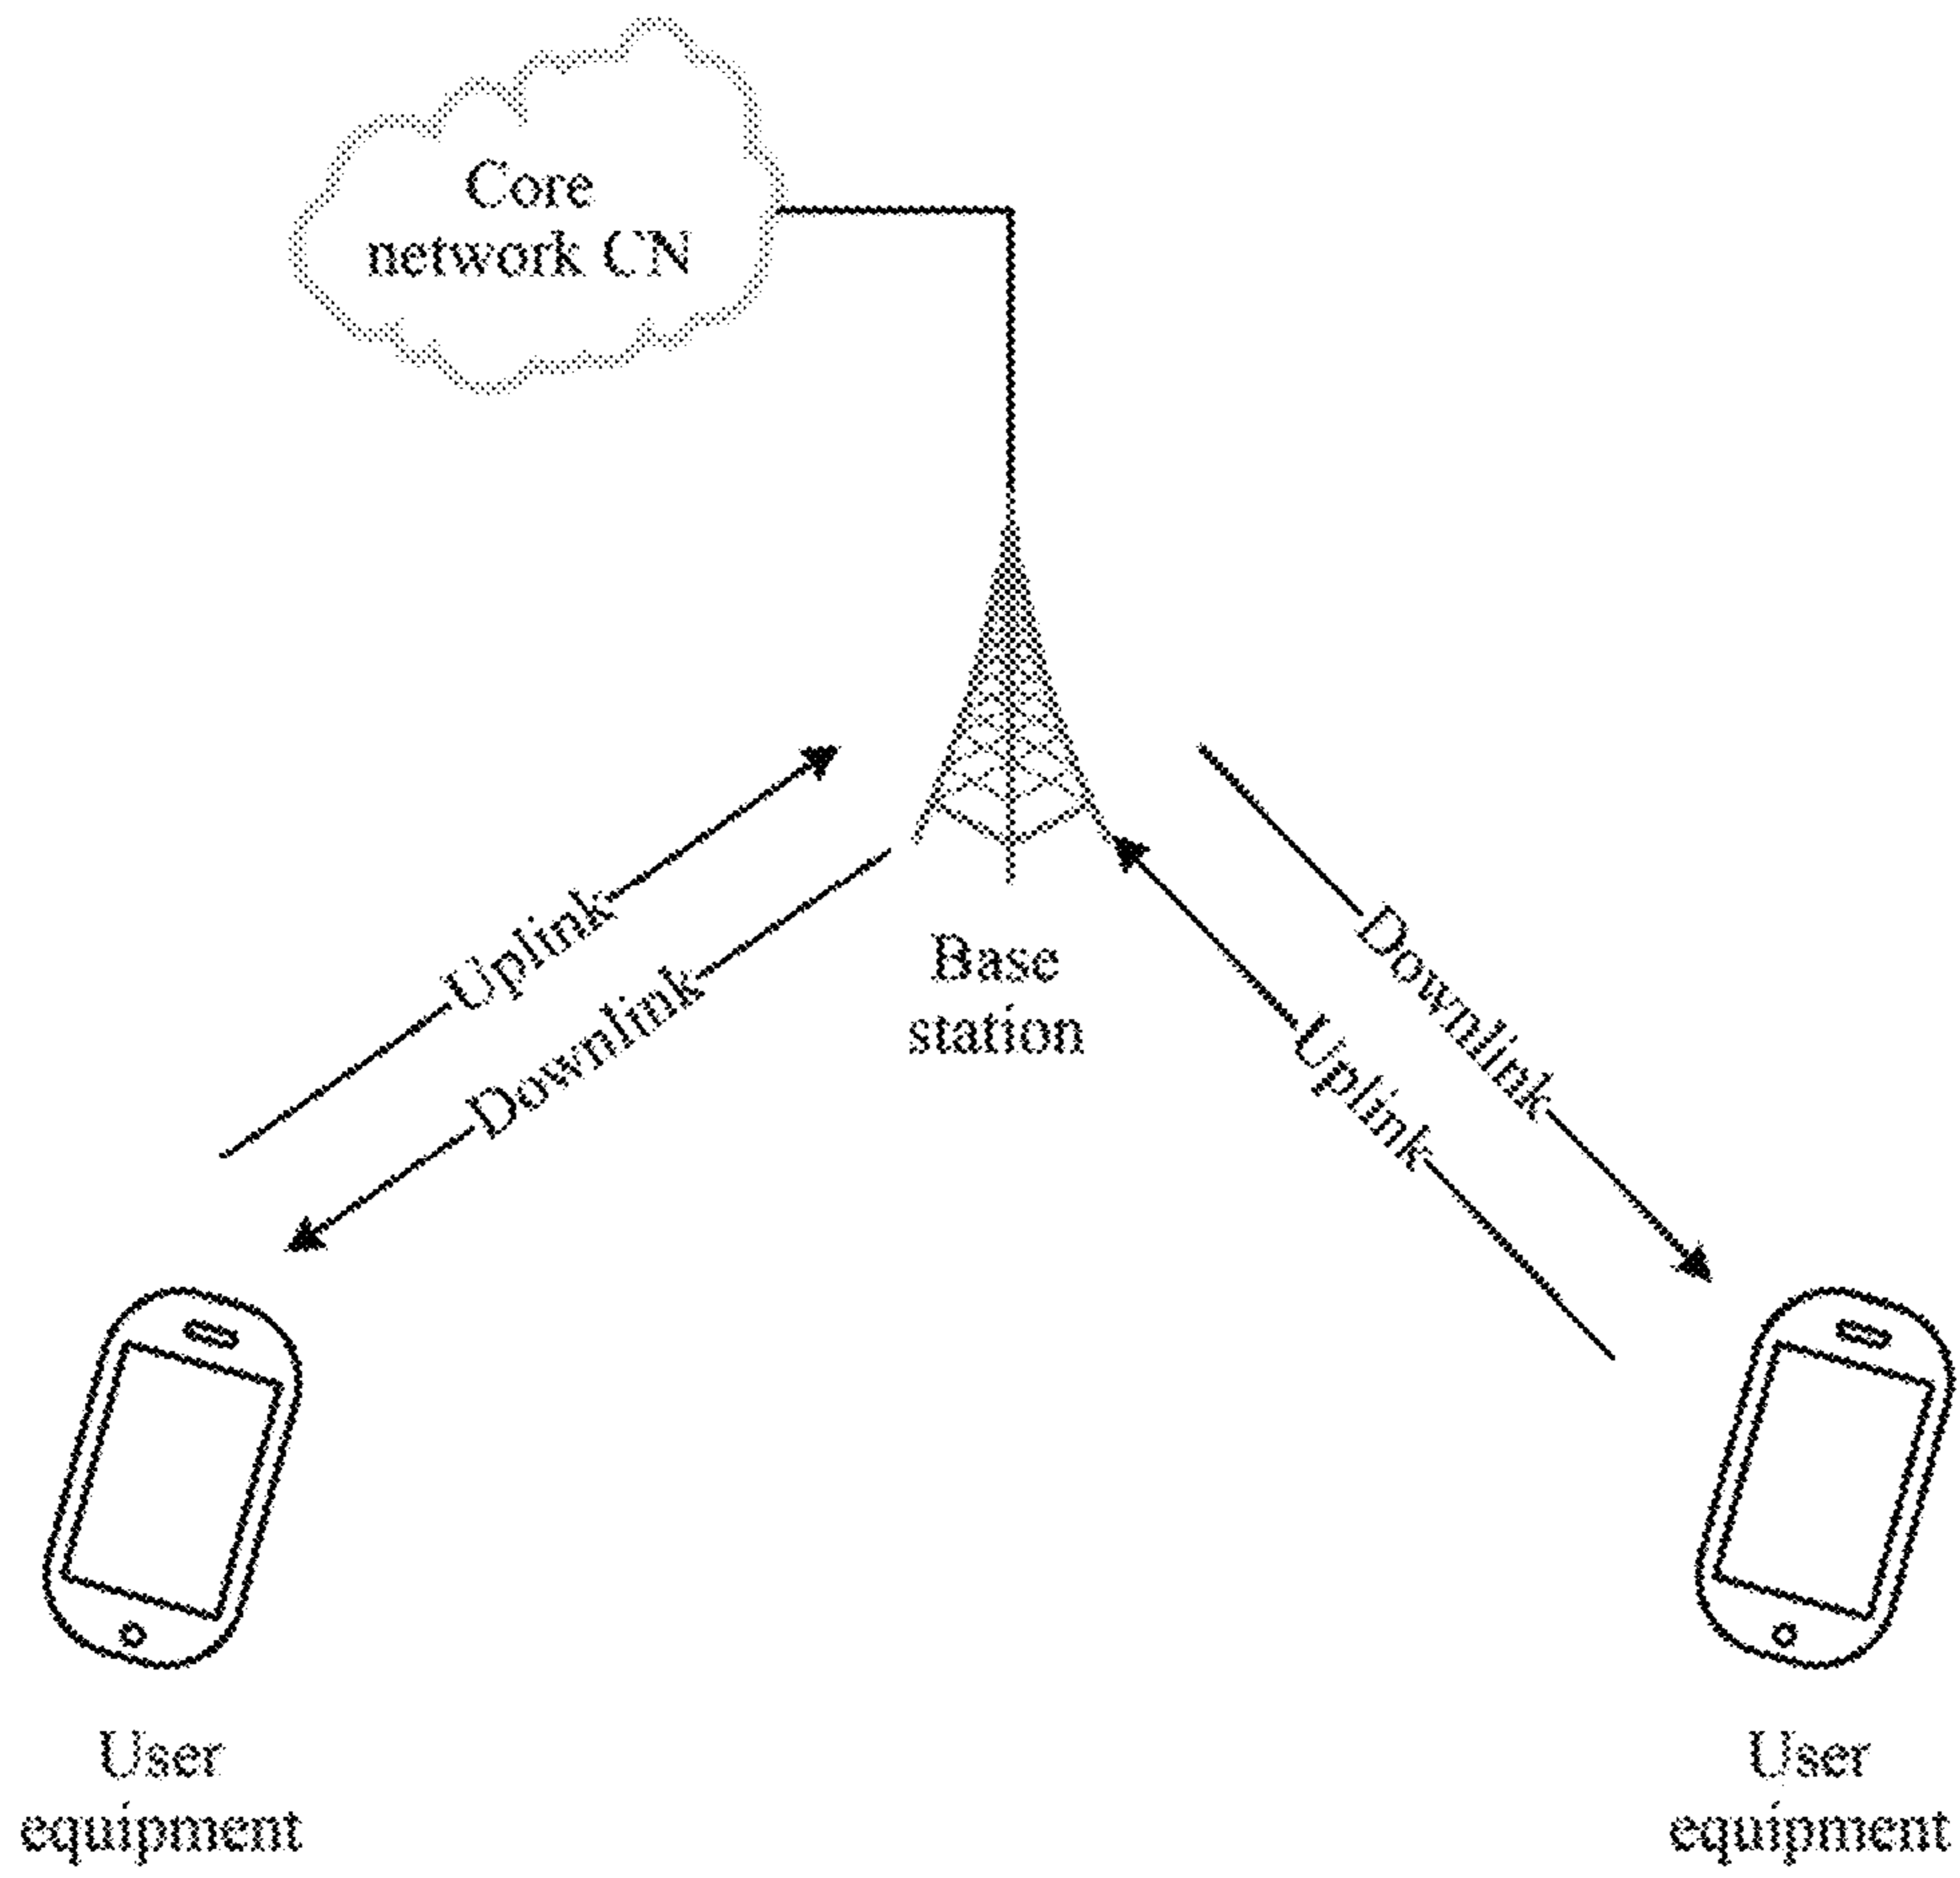 Core
network CN
Uplink
Downlink
Base
station
Downlink
Uplink
User
equipment
User
equipment